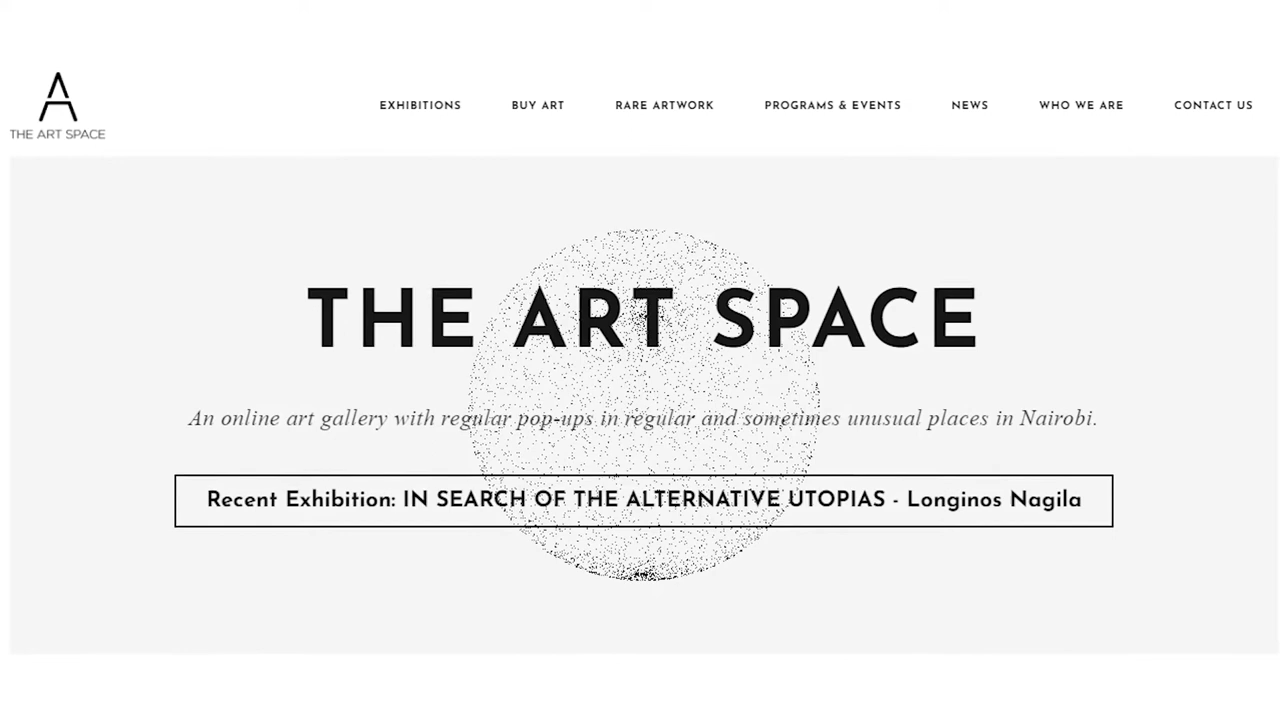 THE ART SPACE
EXHIBITIONS
BUY ART
RARE ARTWORK
PROGRAMS & EVENTS
NEWS
WHO WE ARE
CONTACT US
THE ART SPACE
An online art gallery with regular pop-ups in regular and sometimes unusual places in Nairobi.
Recent Exhibition: IN SEARCH OF THE ALTERNATIVE UTOPIAS - Longinos Nagila